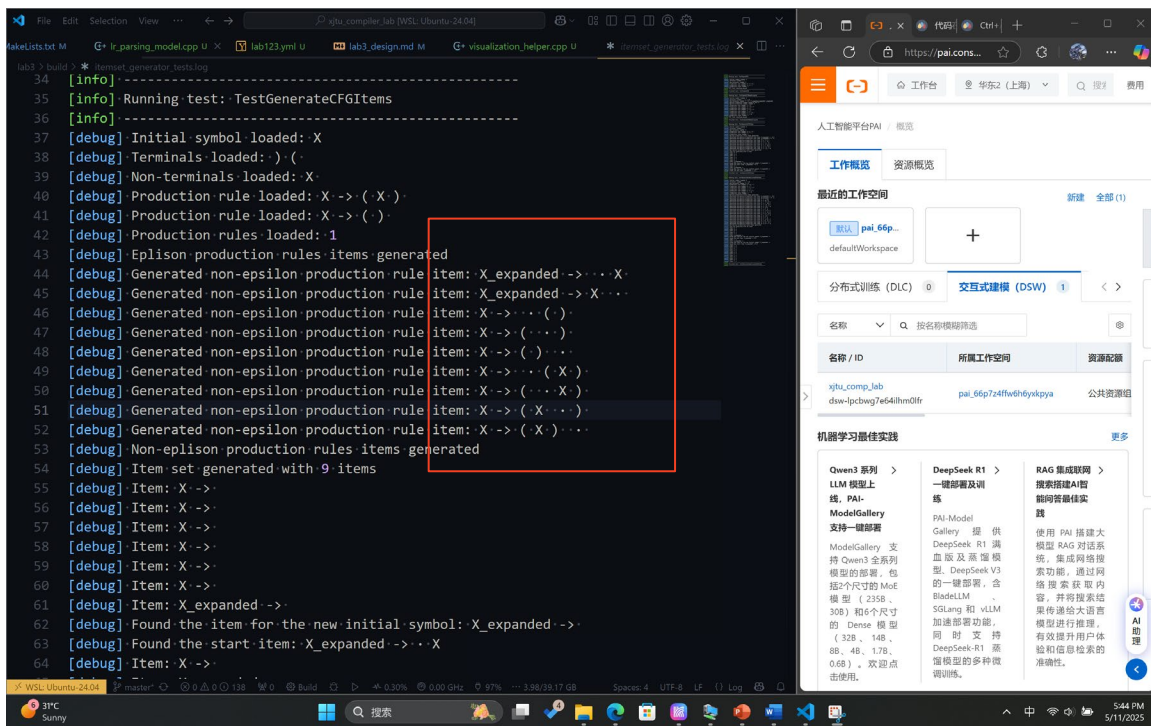 File Edit Selection View ···
xjtu_compiler_lab [WSL: Ubuntu-24.04]
MakeLists.txt M lr_parsing_model.cpp U lab123.yml U lab3_design.md M visualization_helper.cpp U itemset_generator_tests.log
lab3 > build > itemset_generator_tests.log
34 [info] --------------------------------------------------
35 [info] Running test: TestGenerateCFGItems
36 [info] --------------------------------------------------
37 [debug] Initial symbol loaded: X
38 [debug] Terminals loaded: ) (
39 [debug] Non-terminals loaded: X
40 [debug] Production rule loaded: X -> ( X )
41 [debug] Production rule loaded: X -> ( )
42 [debug] Production rules loaded: 1
43 [debug] Eplison production rules items generated
44 [debug] Generated non-epsilon production rule item: X_expanded -> · X
45 [debug] Generated non-epsilon production rule item: X_expanded -> X ·
46 [debug] Generated non-epsilon production rule item: X -> · ( )
47 [debug] Generated non-epsilon production rule item: X -> ( · )
48 [debug] Generated non-epsilon production rule item: X -> ( ) ·
49 [debug] Generated non-epsilon production rule item: X -> · ( X )
50 [debug] Generated non-epsilon production rule item: X -> ( · X )
51 [debug] Generated non-epsilon production rule item: X -> ( X · )
52 [debug] Generated non-epsilon production rule item: X -> ( X ) ·
53 [debug] Non-eplison production rules items generated
54 [debug] Item set generated with 9 items
55 [debug] Item: X ->
56 [debug] Item: X ->
57 [debug] Item: X ->
58 [debug] Item: X ->
59 [debug] Item: X ->
60 [debug] Item: X ->
61 [debug] Item: X_expanded ->
62 [debug] Found the item for the new initial symbol: X_expanded ->
63 [debug] Found the start item: X_expanded -> · X
64 [debug] Item: X ->
WSL: Ubuntu-24.04 master* 0 0 0 138 0 Build 0.30% 0.00 GHz 97% 3.98/39.17 GB Spaces: 4 UTF-8 LF Log
代码 Ctrl+
https://pai.cons...
工作台 华东2（上海） 搜 费用
人工智能平台PAI / 概览
工作概览 资源概览
最近的工作空间 新建 全部 (1)
默认 pai_66p...
defaultWorkspace
+
分布式训练（DLC） 0 交互式建模（DSW） 1
名称 按名称模糊筛选
名称 / ID 所属工作空间 资源配额
xjtu_comp_lab pai_66p7z4ffw6h6yxkpya 公共资源组
dsw-lpcbwg7e64ilhm0lfr
机器学习最佳实践 更多
Qwen3 系列
LLM 模型上
线，PAI-
ModelGallery
支持一键部署
ModelGallery 支
持 Qwen3 全系列
模型的部署，包
括2个尺寸的 MoE
模型（235B、
30B）和6个尺寸
的 Dense 模型
（32B、14B、
8B、4B、1.7B、
0.6B）。欢迎点
击使用。
DeepSeek R1
一键部署及训
练
PAI-Model
Gallery 提供
DeepSeek R1 满
血版及蒸馏模
型、DeepSeek V3
的一键部署，含
BladeLLM、
SGLang 和 vLLM
加速部署功能，
同时支持
DeepSeek-R1 蒸
馏模型的多种微
调训练。
RAG 集成联网
搜索搭建AI智
能问答最佳实
践
使用 PAI 搭建大
模型 RAG 对话系
统，集成网络搜
索功能，通过网
络搜索获取内
容，并将搜索结
果传递给大语言
模型进行推理，
有效提升用户体
验和信息检索的
准确性。
AI
助
理
6
31°C
Sunny
搜索
中
5:44 PM
5/11/2025